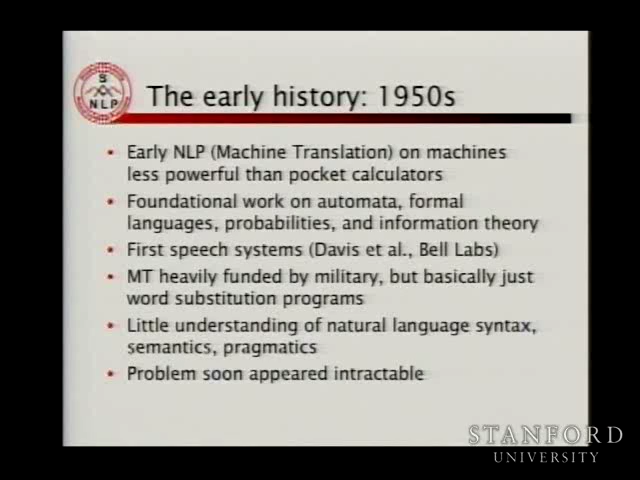 S
NLP
The early history: 1950s
• Early NLP (Machine Translation) on machines
less powerful than pocket calculators
• Foundational work on automata, formal
languages, probabilities, and information theory
• First speech systems (Davis et al., Bell Labs)
• MT heavily funded by military, but basically just
word substitution programs
• Little understanding of natural language syntax,
semantics, pragmatics
• Problem soon appeared intractable
STANFORD
UNIVERSITY